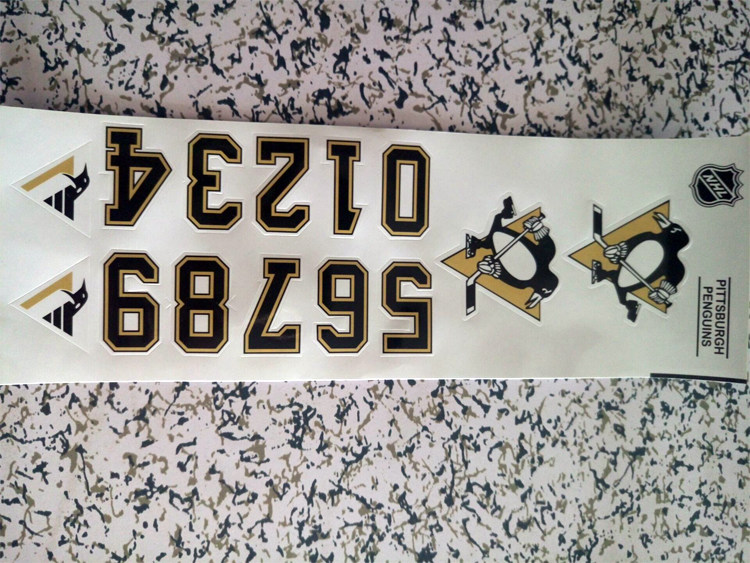 NHL
PITTSBURGH
PENGUINS
01234
56789